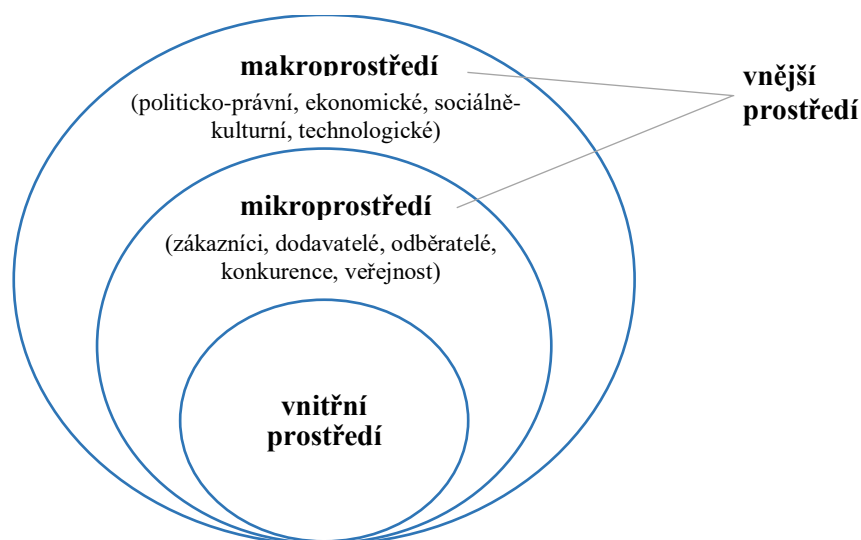 makroprostředí
(politicko-právní, ekonomické, sociálně-
kulturní, technologické)
vnější
prostředí
mikroprostředí
(zákazníci, dodavatelé, odběratelé,
konkurence, veřejnost)
vnitřní
prostředí